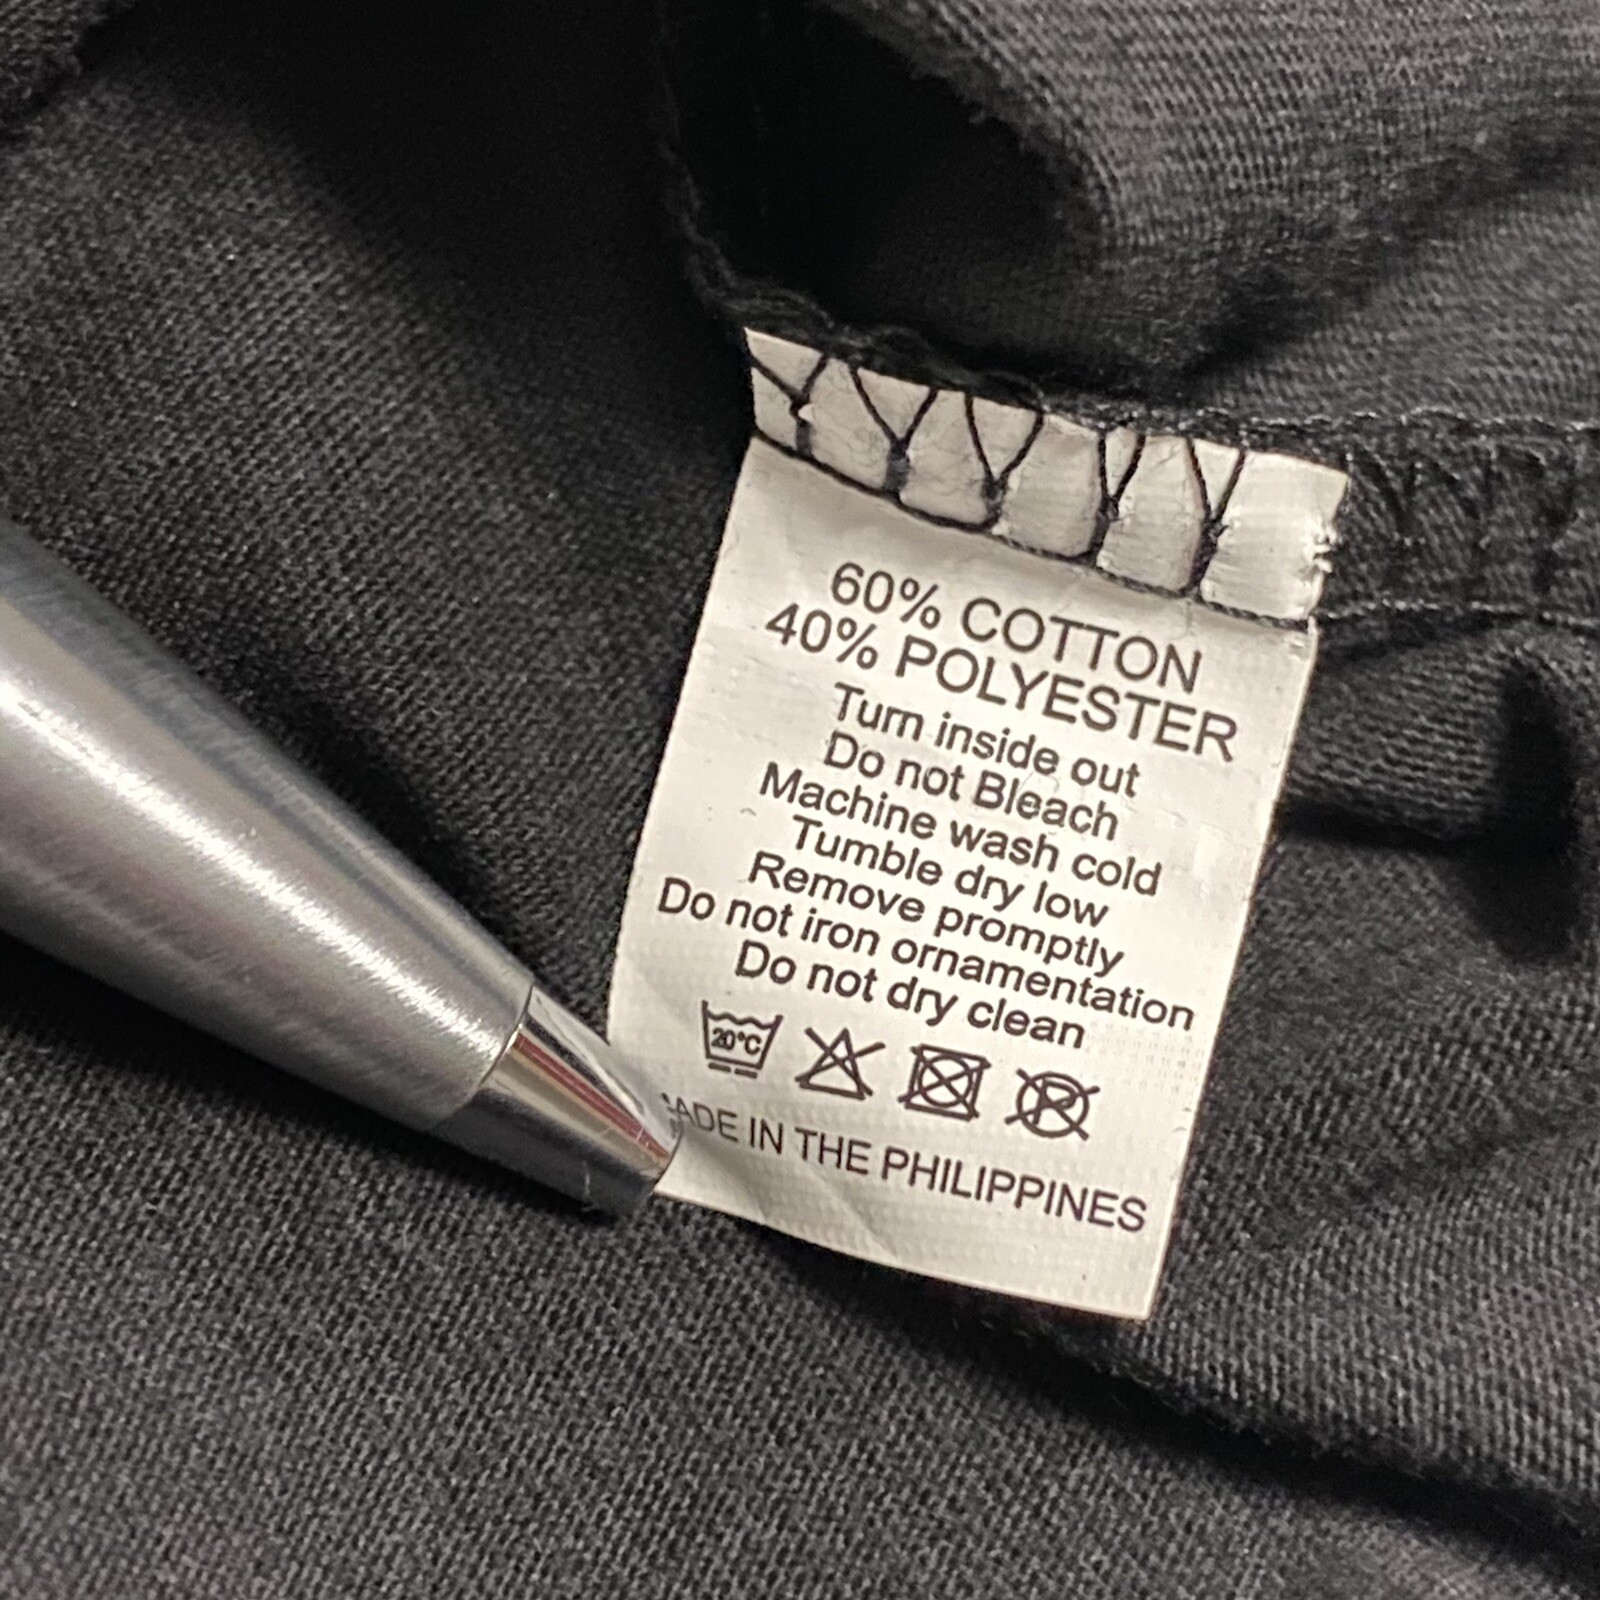 60% COTTON
40% POLYESTER
Turn inside out
Do not Bleach
Machine wash cold
Tumble dry low
Remove promptly
Do not iron ornamentation
Do not dry clean
20°C
P
MADE IN THE PHILIPPINES